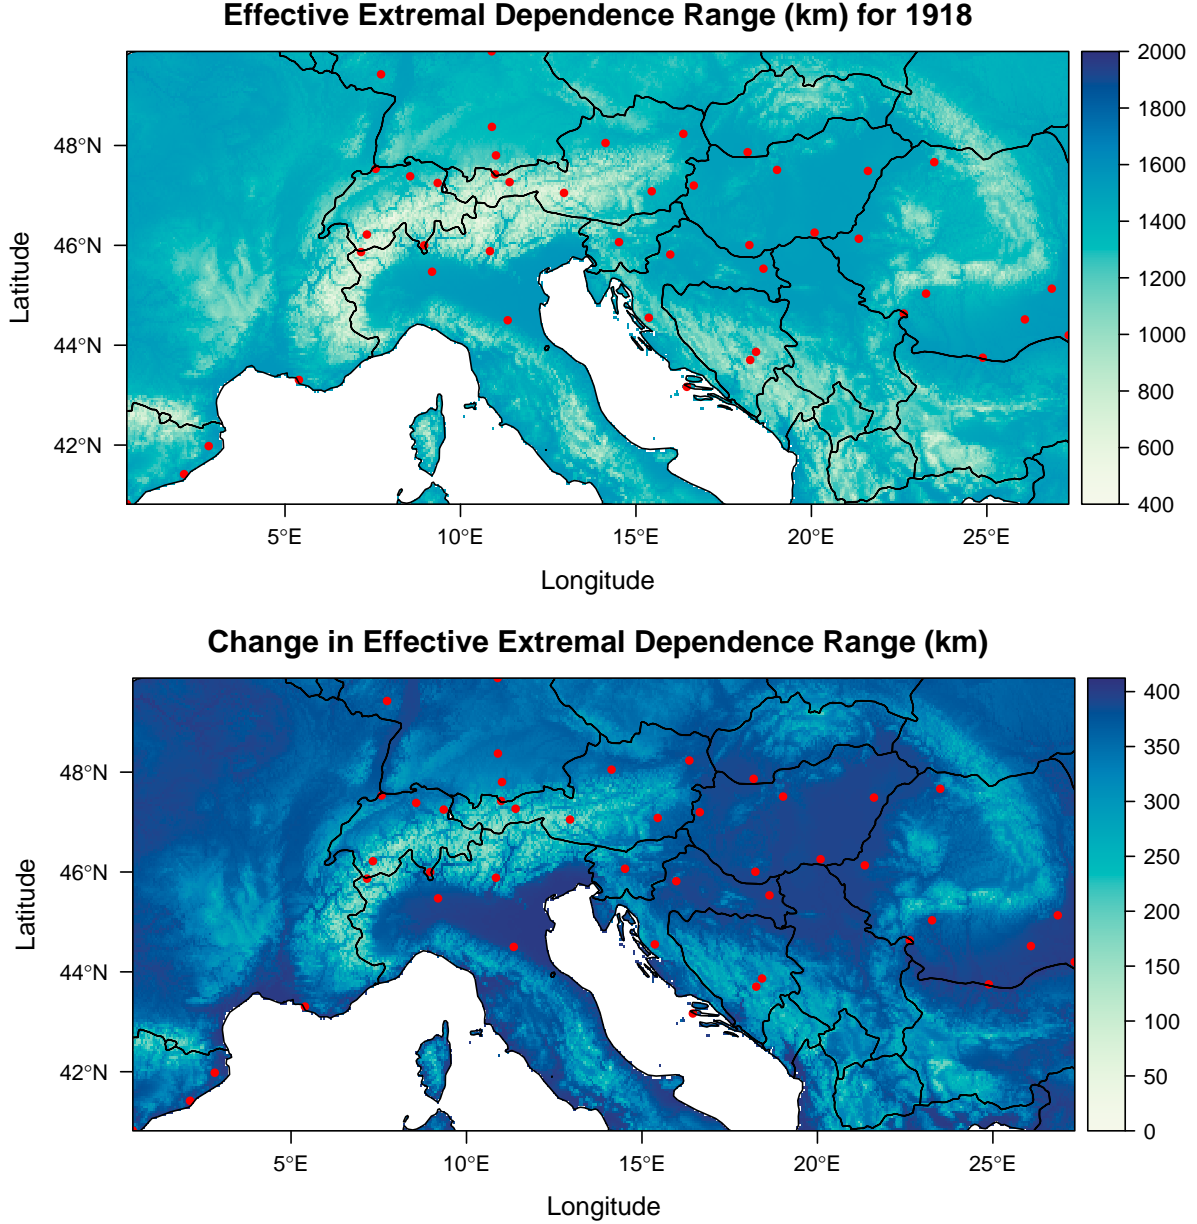 Effective Extremal Dependence Range (km) for 1918
2000
1800
48°N
1600
1400
46°N
Latitude
1200
1000
44°N
800
42°N
600
400
5°E 10°E 15°E 20°E 25°E
Longitude
Change in Effective Extremal Dependence Range (km)
400
350
48°N
300
250
46°N
Latitude
200
150
44°N
100
42°N
50
0
5°E 10°E 15°E 20°E 25°E
Longitude